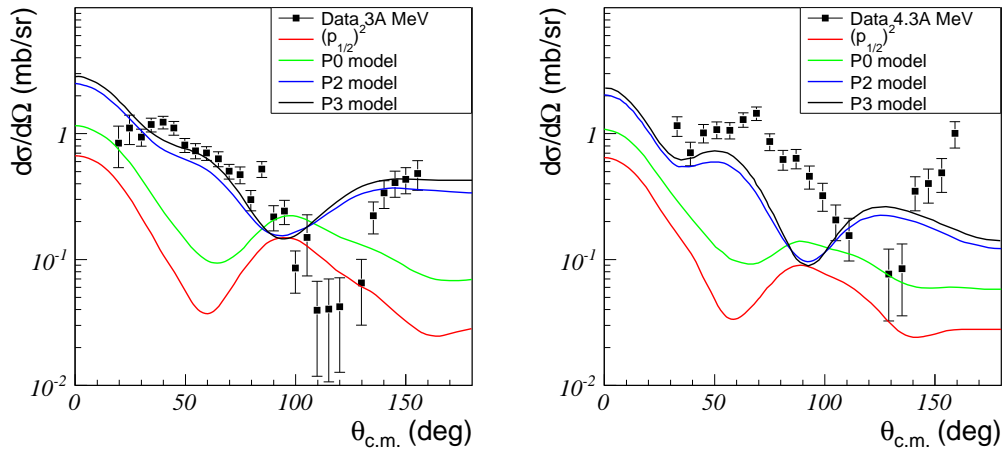 dσ/dΩ (mb/sr)
Data 3A MeV
(p1/2)2
P0 model
P2 model
P3 model
1
10-1
10-2
0 50 100 150
θc.m. (deg)
dσ/dΩ (mb/sr)
Data 4.3A MeV
(p1/2)2
P0 model
P2 model
P3 model
1
10-1
10-2
0 50 100 150
θc.m. (deg)